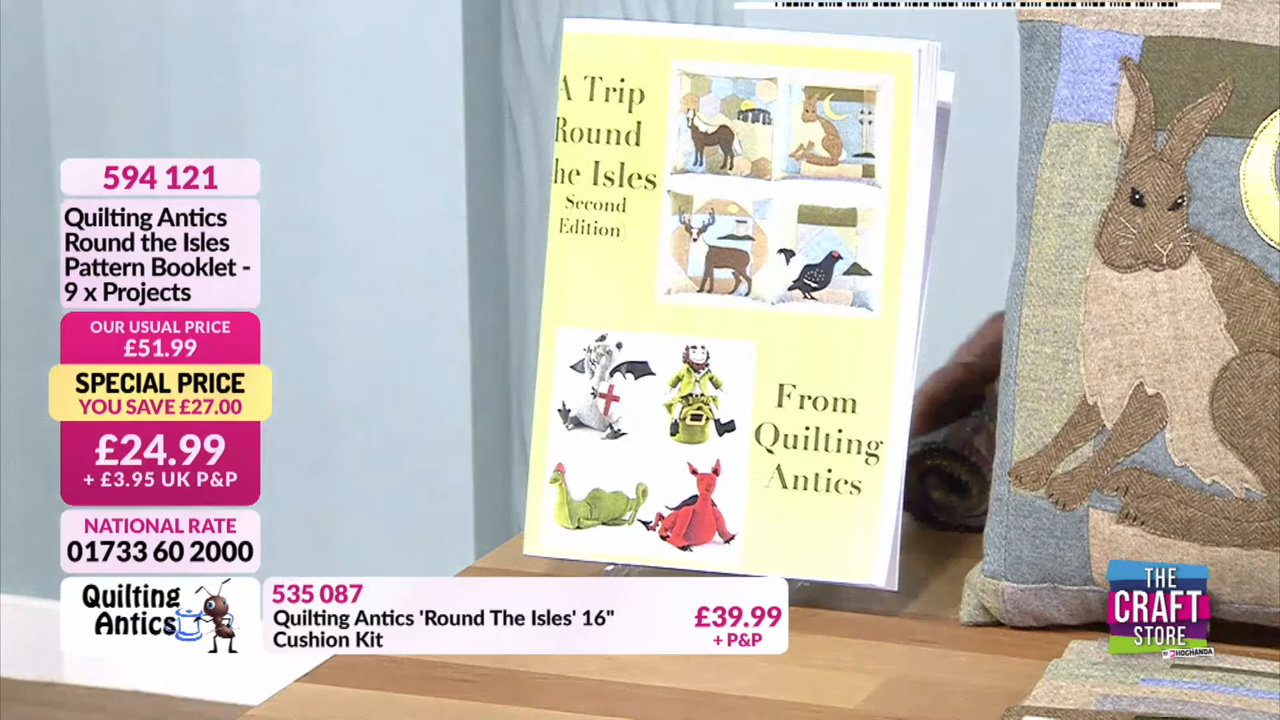 594 121
Quilting Antics
Round the Isles
Pattern Booklet -
9 x Projects
OUR USUAL PRICE
£51.99
SPECIAL PRICE
YOU SAVE £27.00
£24.99
+ £3.95 UK P&P
NATIONAL RATE
01733 60 2000
Quilting
Antics
535 087
Quilting Antics 'Round The Isles' 16"
Cushion Kit
£39.99
+ P&P
A Trip
Round
he Isles
Second
Edition)
From
Quilting
Antics
THE
CRAFT
STORE
BY HOCHANDA